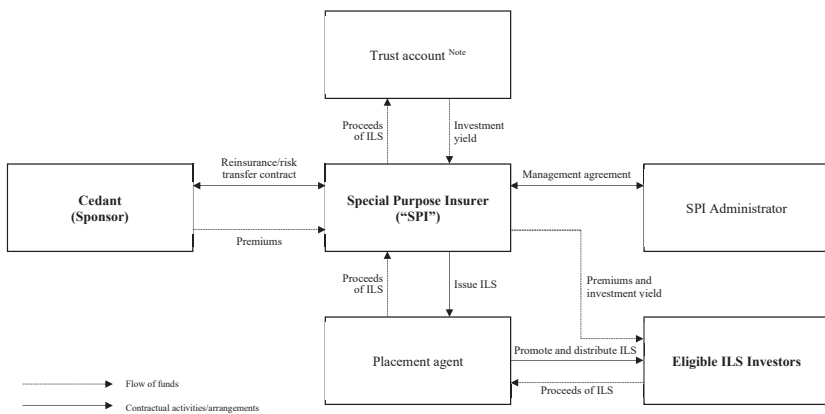 Trust account Note
Proceeds
of ILS
Investment
yield
Reinsurance/risk
transfer contract
Management agreement
Cedant
(Sponsor)
Special Purpose Insurer
(“SPI”)
SPI Administrator
Premiums
Proceeds
of ILS
Issue ILS
Premiums and
investment yield
Placement agent
Promote and distribute ILS
Eligible ILS Investors
Proceeds of ILS
Flow of funds
Contractual activities/arrangements